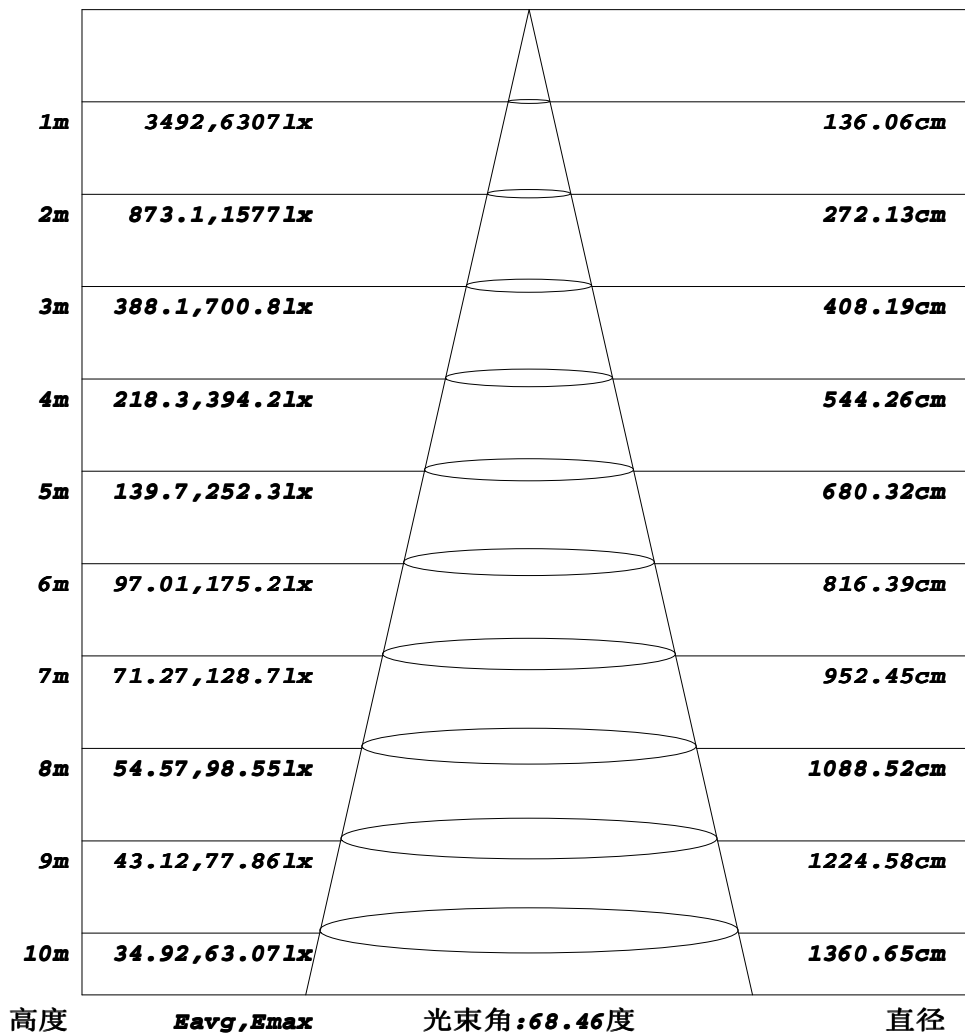 1m 3492,6307lx 136.06cm
2m 873.1,1577lx 272.13cm
3m 388.1,700.8lx 408.19cm
4m 218.3,394.2lx 544.26cm
5m 139.7,252.3lx 680.32cm
6m 97.01,175.2lx 816.39cm
7m 71.27,128.7lx 952.45cm
8m 54.57,98.55lx 1088.52cm
9m 43.12,77.86lx 1224.58cm
10m 34.92,63.07lx 1360.65cm
高度 Eavg,Emax 光束角:68.46度 直径